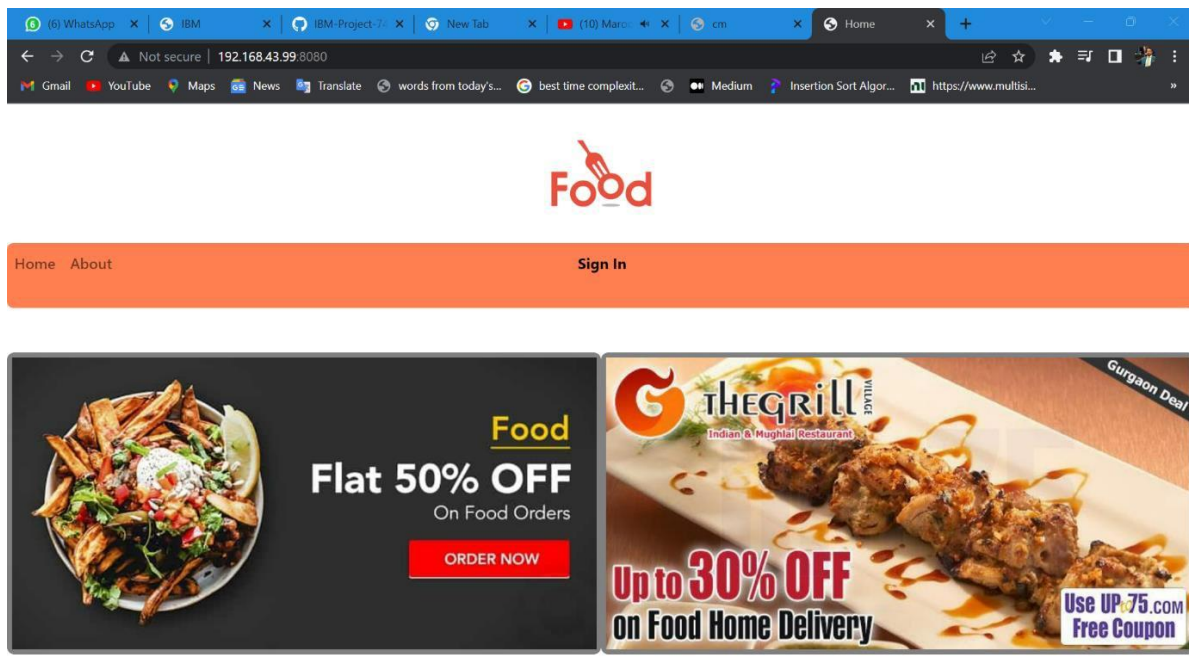 6 (6) WhatsApp IBM IBM-Project-74 New Tab (10) Maroc cm Home
Not secure 192.168.43.99:8080
Gmail YouTube Maps News Translate words from today's... best time complexit... Medium Insertion Sort Algor... https://www.multisi... »
Food
Home About Sign In
Food
Flat 50% OFF
On Food Orders
ORDER NOW
G THEGRILL VILLAGE
Indian & Mughlai Restaurant
Gurgaon Deal
Up to 30% OFF
on Food Home Delivery
Use UPto75.COM
Free Coupon